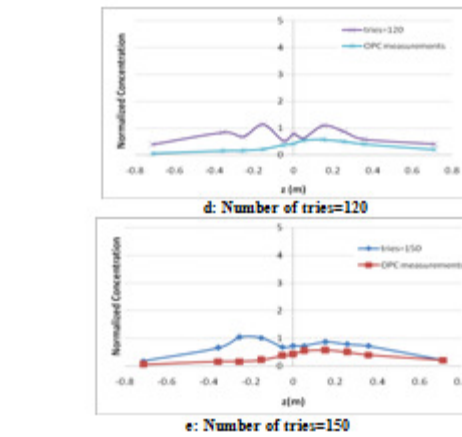 5
tries=120
OPC measurements
4
3
2
1
0
Normalized Concentration
-0.8 -0.6 -0.4 -0.2 0 0.2 0.4 0.6 0.8
z (m)
d: Number of tries=120
5
tries=150
OPC measurements
4
3
2
1
0
Normalized Concentration
-0.8 -0.6 -0.4 -0.2 0 0.2 0.4 0.6 0.8
z(m)
e: Number of tries=150